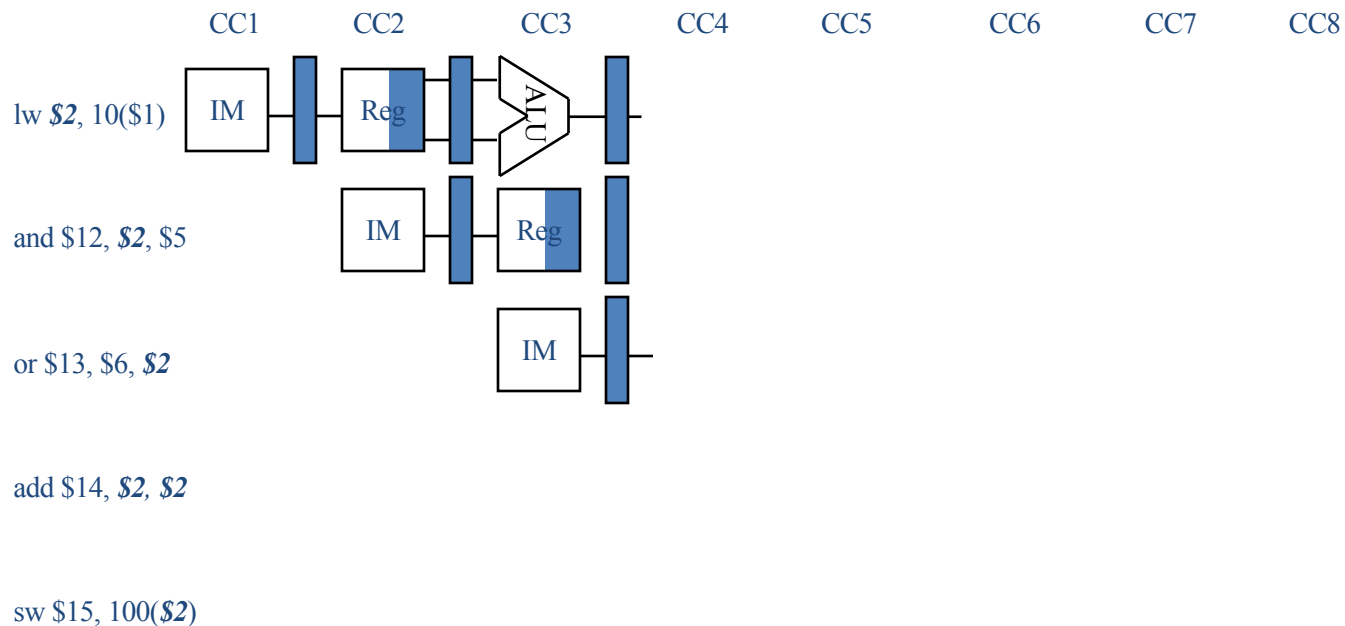 CC1 CC2 CC3 CC4 CC5 CC6 CC7 CC8
lw $2, 10($1) IM Reg ALU
and $12, $2, $5 IM Reg
or $13, $6, $2 IM
add $14, $2, $2
sw $15, 100($2)